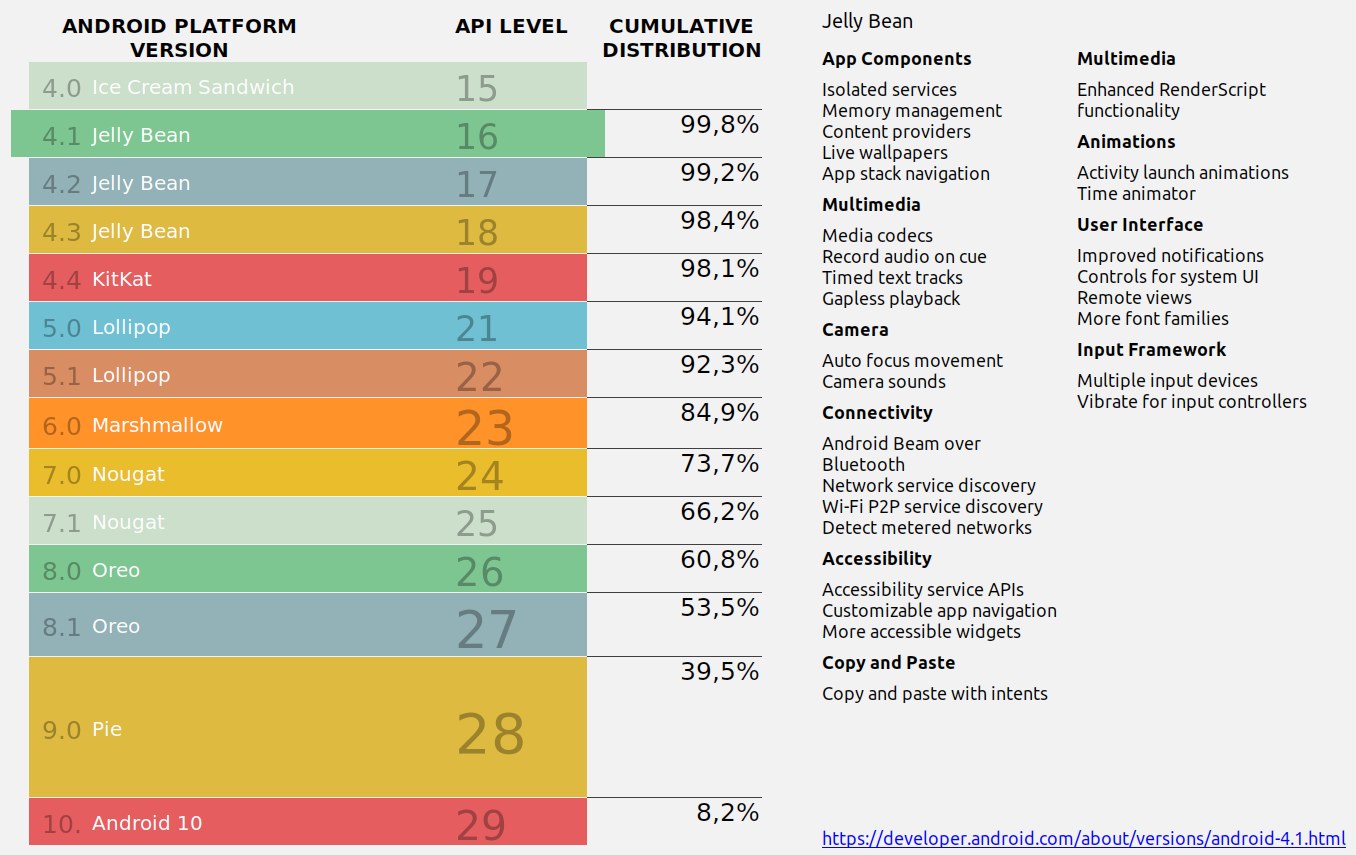 ANDROID PLATFORM
VERSION
API LEVEL
CUMULATIVE
DISTRIBUTION
4.0 Ice Cream Sandwich 15
4.1 Jelly Bean 16 99,8%
4.2 Jelly Bean 17 99,2%
4.3 Jelly Bean 18 98,4%
4.4 KitKat 19 98,1%
5.0 Lollipop 21 94,1%
5.1 Lollipop 22 92,3%
6.0 Marshmallow 23 84,9%
7.0 Nougat 24 73,7%
7.1 Nougat 25 66,2%
8.0 Oreo 26 60,8%
8.1 Oreo 27 53,5%
9.0 Pie 28 39,5%
10. Android 10 29 8,2%
Jelly Bean
App Components
Isolated services
Memory management
Content providers
Live wallpapers
App stack navigation
Multimedia
Media codecs
Record audio on cue
Timed text tracks
Gapless playback
Camera
Auto focus movement
Camera sounds
Connectivity
Android Beam over
Bluetooth
Network service discovery
Wi-Fi P2P service discovery
Detect metered networks
Accessibility
Accessibility service APIs
Customizable app navigation
More accessible widgets
Copy and Paste
Copy and paste with intents
Multimedia
Enhanced RenderScript
functionality
Animations
Activity launch animations
Time animator
User Interface
Improved notifications
Controls for system UI
Remote views
More font families
Input Framework
Multiple input devices
Vibrate for input controllers
https://developer.android.com/about/versions/android-4.1.html